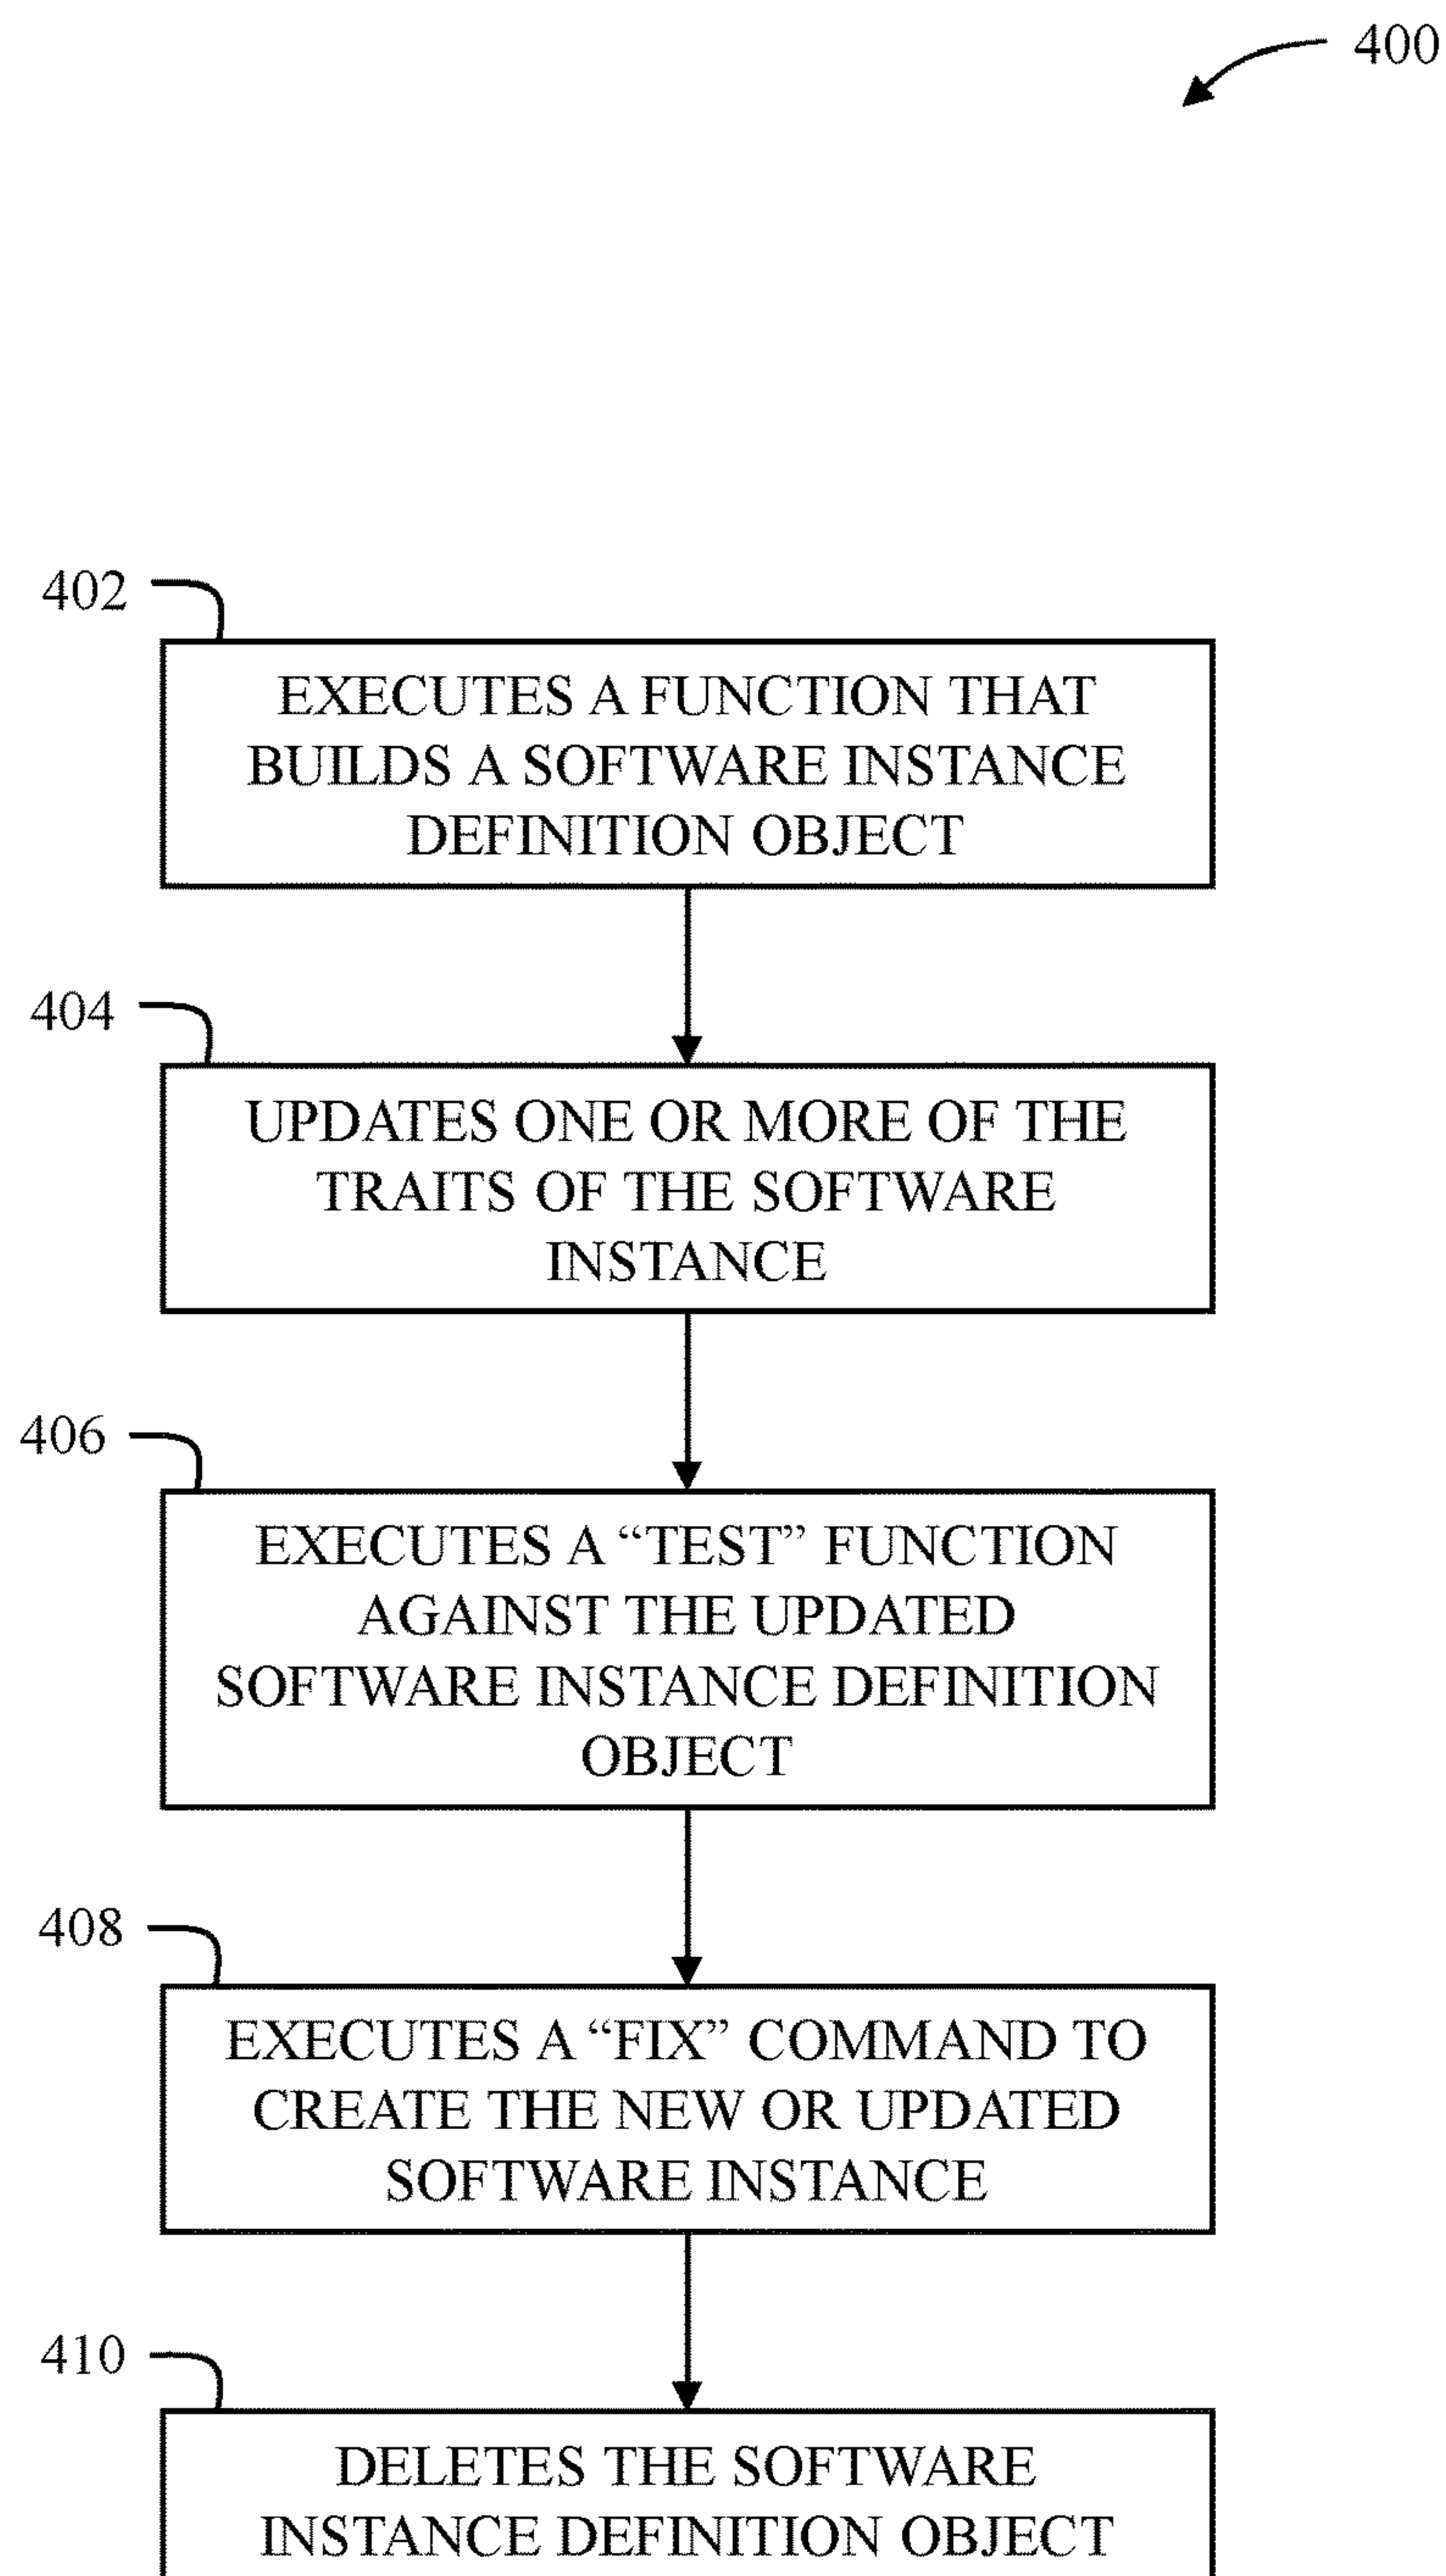 400
402
EXECUTES A FUNCTION THAT
BUILDS A SOFTWARE INSTANCE
DEFINITION OBJECT
404
UPDATES ONE OR MORE OF THE
TRAITS OF THE SOFTWARE
INSTANCE
406
EXECUTES A “TEST” FUNCTION
AGAINST THE UPDATED
SOFTWARE INSTANCE DEFINITION
OBJECT
408
EXECUTES A “FIX” COMMAND TO
CREATE THE NEW OR UPDATED
SOFTWARE INSTANCE
410
DELETES THE SOFTWARE
INSTANCE DEFINITION OBJECT